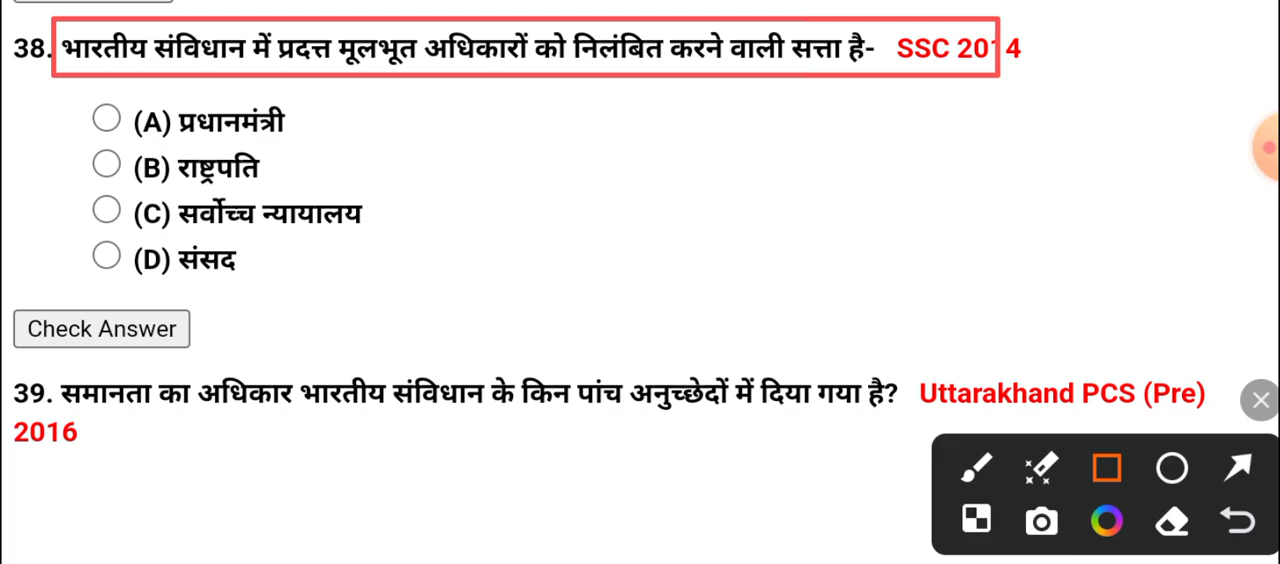 38. भारतीय संविधान में प्रदत्त मूलभूत अधिकारों को निलंबित करने वाली सत्ता है- SSC 2014
(A) प्रधानमंत्री
(B) राष्ट्रपति
(C) सर्वोच्च न्यायालय
(D) संसद
Check Answer
39. समानता का अधिकार भारतीय संविधान के किन पांच अनुच्छेदों में दिया गया है? Uttarakhand PCS (Pre)
2016